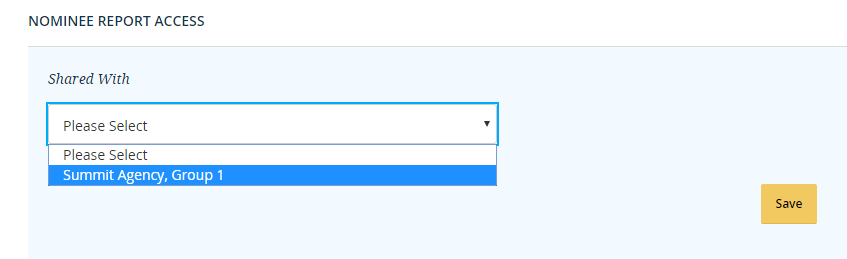 NOMINEE REPORT ACCESS
Shared With
Please Select
Please Select
Summit Agency, Group 1
Save